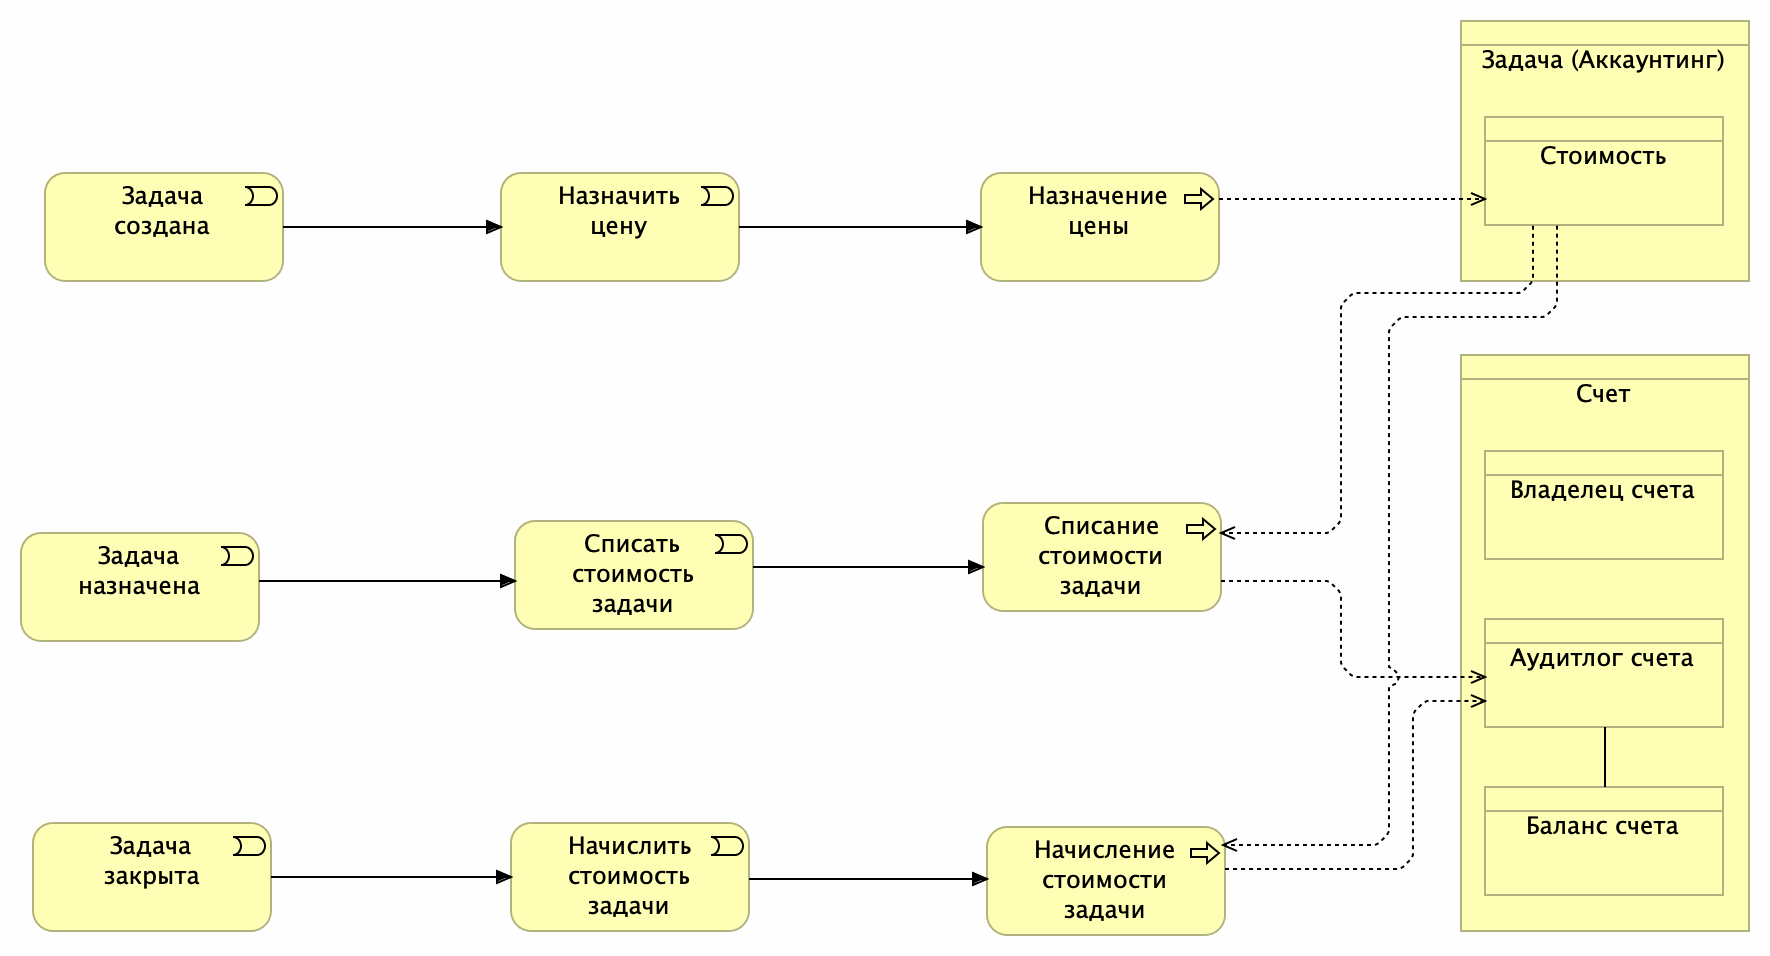 Задача (Аккаунтинг)
Стоимость
Задача
создана
Назначить
цену
Назначение
цены
Счет
Владелец счета
Задача
назначена
Списать
стоимость
задачи
Списание
стоимости
задачи
Аудитлог счета
Баланс счета
Задача
закрыта
Начислить
стоимость
задачи
Начисление
стоимости
задачи